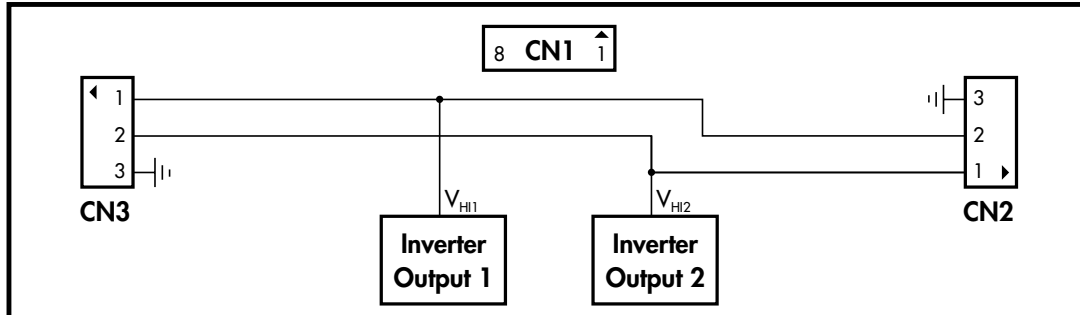 8 CN1 1
1
2
3
CN3
3
2
1
CN2
VHI1
VHI2
Inverter
Output 1
Inverter
Output 2